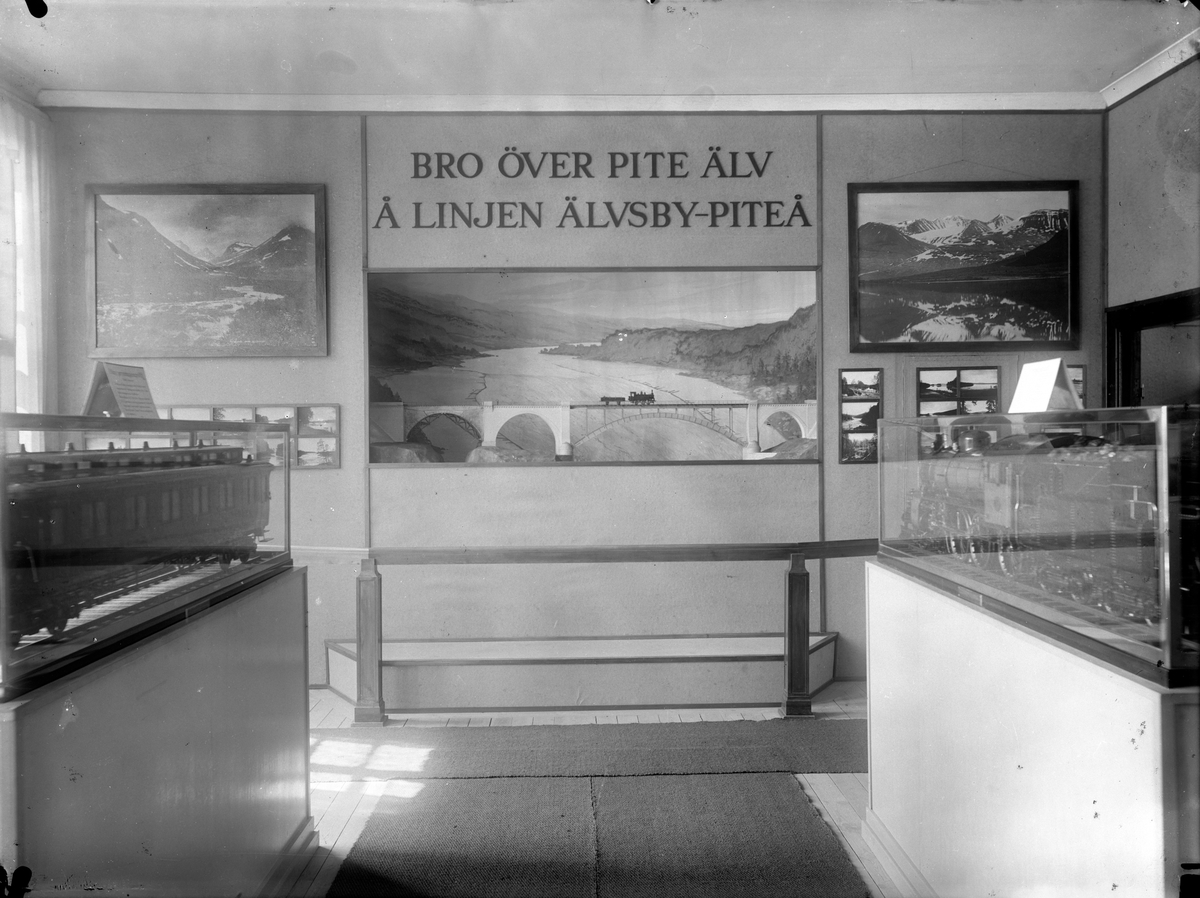 BRO ÖVER PITE ÄLV
Å LINJEN ÄLVSBY-PITEÅ